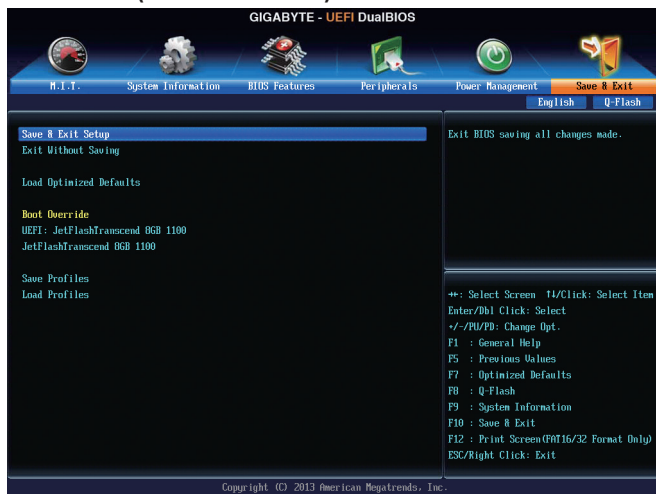 GIGABYTE - UEFI DualBIOS
M.I.T. System Information BIOS Features Peripherals Power Management Save & Exit
English Q-Flash
Save & Exit Setup
Exit Without Saving
Load Optimized Defaults
Boot Override
UEFI: JetFlashTranscend 8GB 1100
JetFlashTranscend 8GB 1100
Save Profiles
Load Profiles
Exit BIOS saving all changes made.
→←: Select Screen ↑↓/Click: Select Item
Enter/Dbl Click: Select
+/-/PU/PD: Change Opt.
F1 : General Help
F5 : Previous Values
F7 : Optimized Defaults
F8 : Q-Flash
F9 : System Information
F10 : Save & Exit
F12 : Print Screen(FAT16/32 Format Only)
ESC/Right Click: Exit
Copyright (C) 2013 American Megatrends, Inc.